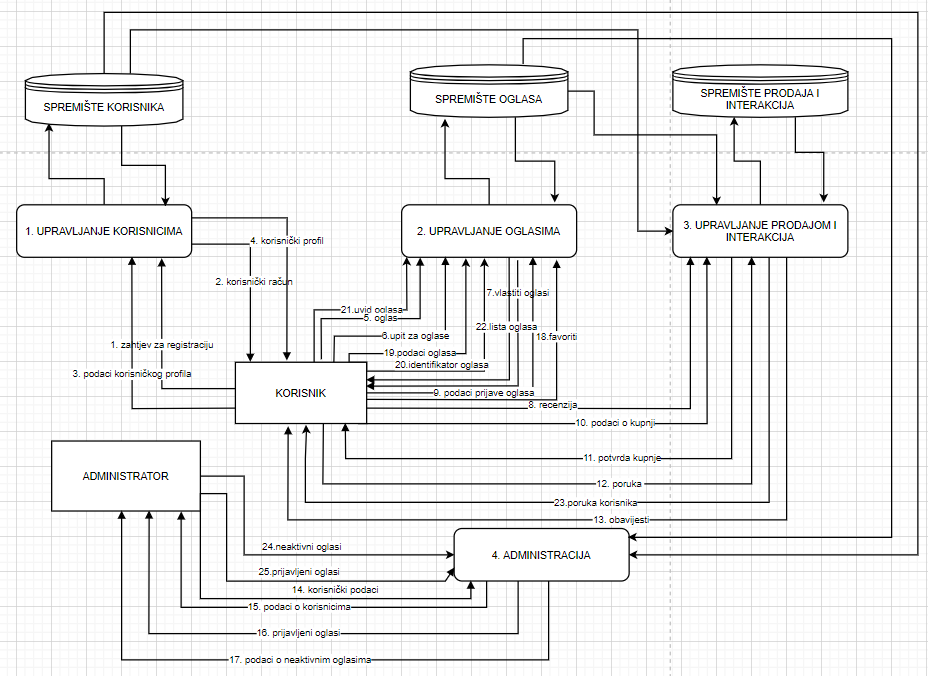 SPREMIŠTE KORISNIKA
SPREMIŠTE OGLASA
SPREMIŠTE PRODAJA I
INTERAKCIJA
1. UPRAVLJANJE KORISNICIMA
2. UPRAVLJANJE OGLASIMA
3. UPRAVLJANJE PRODAJOM I
INTERAKCIJA
4. korisnički profil
2. korisnički račun
7.vlastiti oglasi
21.uvid oglasa
5. oglas
22.lista oglasa
6.upit za oglase
18.favoriti
1. zahtjev za registraciju
19.podaci oglasa
20.identifikator oglasa
3. podaci korisničkog profila
KORISNIK
9. podaci prijave oglasa
8. recenzija
10. podaci o kupnji
11. potvrda kupnje
ADMINISTRATOR
12. poruka
23.poruka korisnika
13. obavijesti
24.neaktivni oglasi
4. ADMINISTRACIJA
25.prijavljeni oglasi
14. korisnički podaci
15. podaci o korisnicima
16. prijavljeni oglasi
17. podaci o neaktivnim oglasima